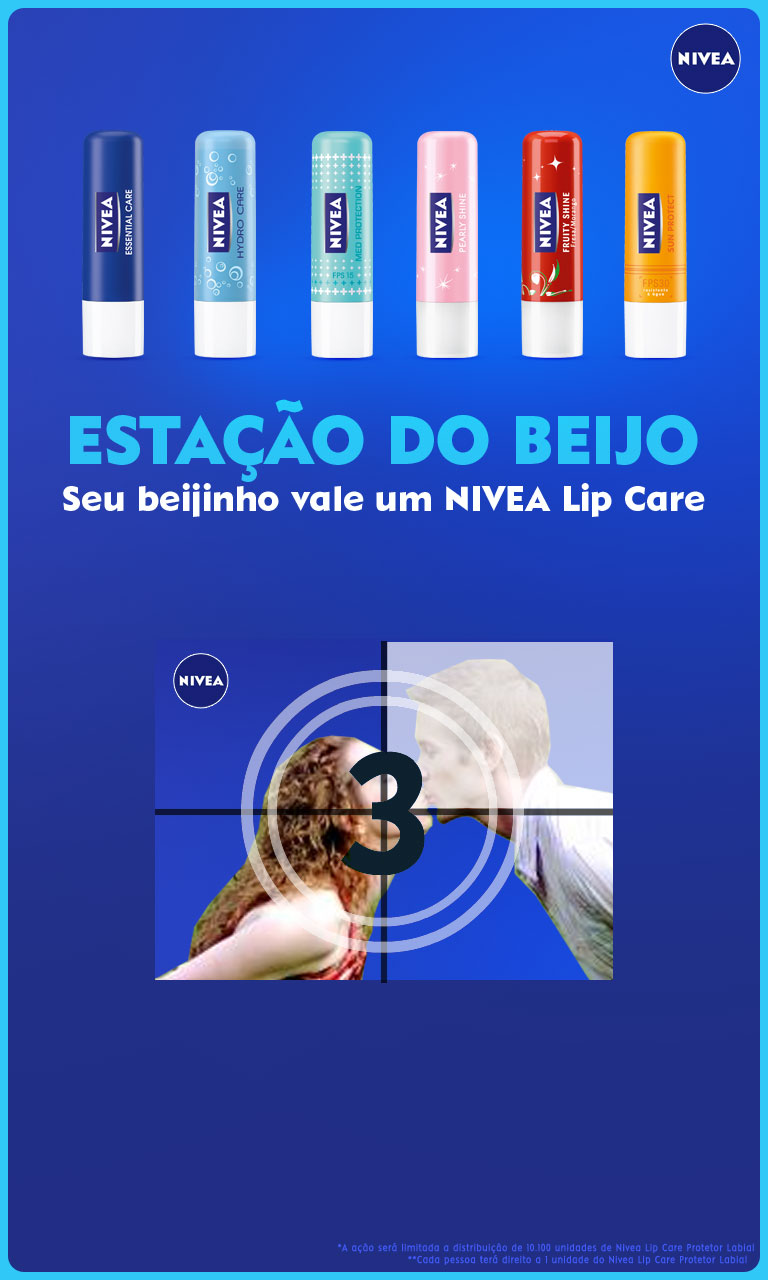 NIVEA
NIVEA ESSENTIAL CARE
NIVEA HYDRO CARE
NIVEA MED PROTECTION
FPS 15
NIVEA PEARLY SHINE
NIVEA FRUITY SHINE
NIVEA SUN PROTECT
FPS30
ESTAÇÃO DO BEIJO
Seu beijinho vale um NIVEA Lip Care
NIVEA
3
*A ação será limitada a distribuição de 10.100 unidades de Nivea Lip Care Protetor Labial
**Cada pessoa terá direito a 1 unidade do Nivea Lip Care Protetor Labial